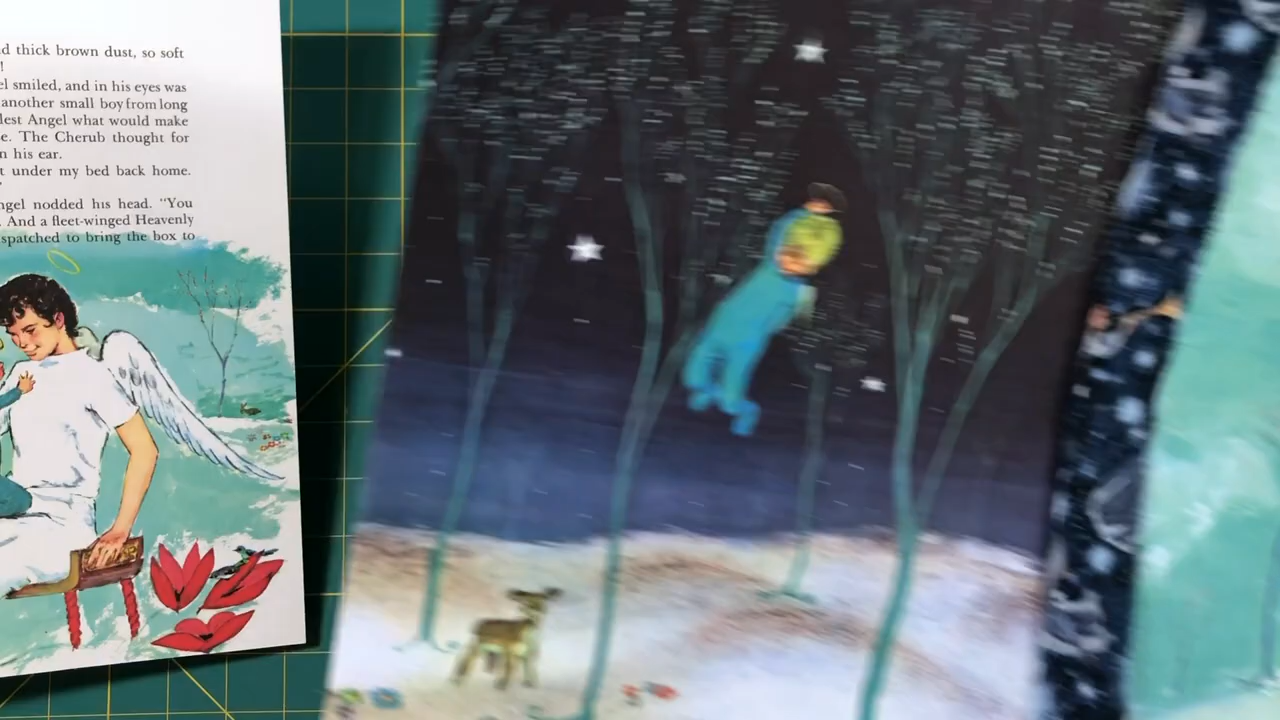 d thick brown dust, so soft
!
el smiled, and in his eyes was
another small boy from long
lest Angel what would make
e. The Cherub thought for
n his ear.
t under my bed back home.
ngel nodded his head. "You
. And a fleet-winged Heavenly
spatched to bring the box to